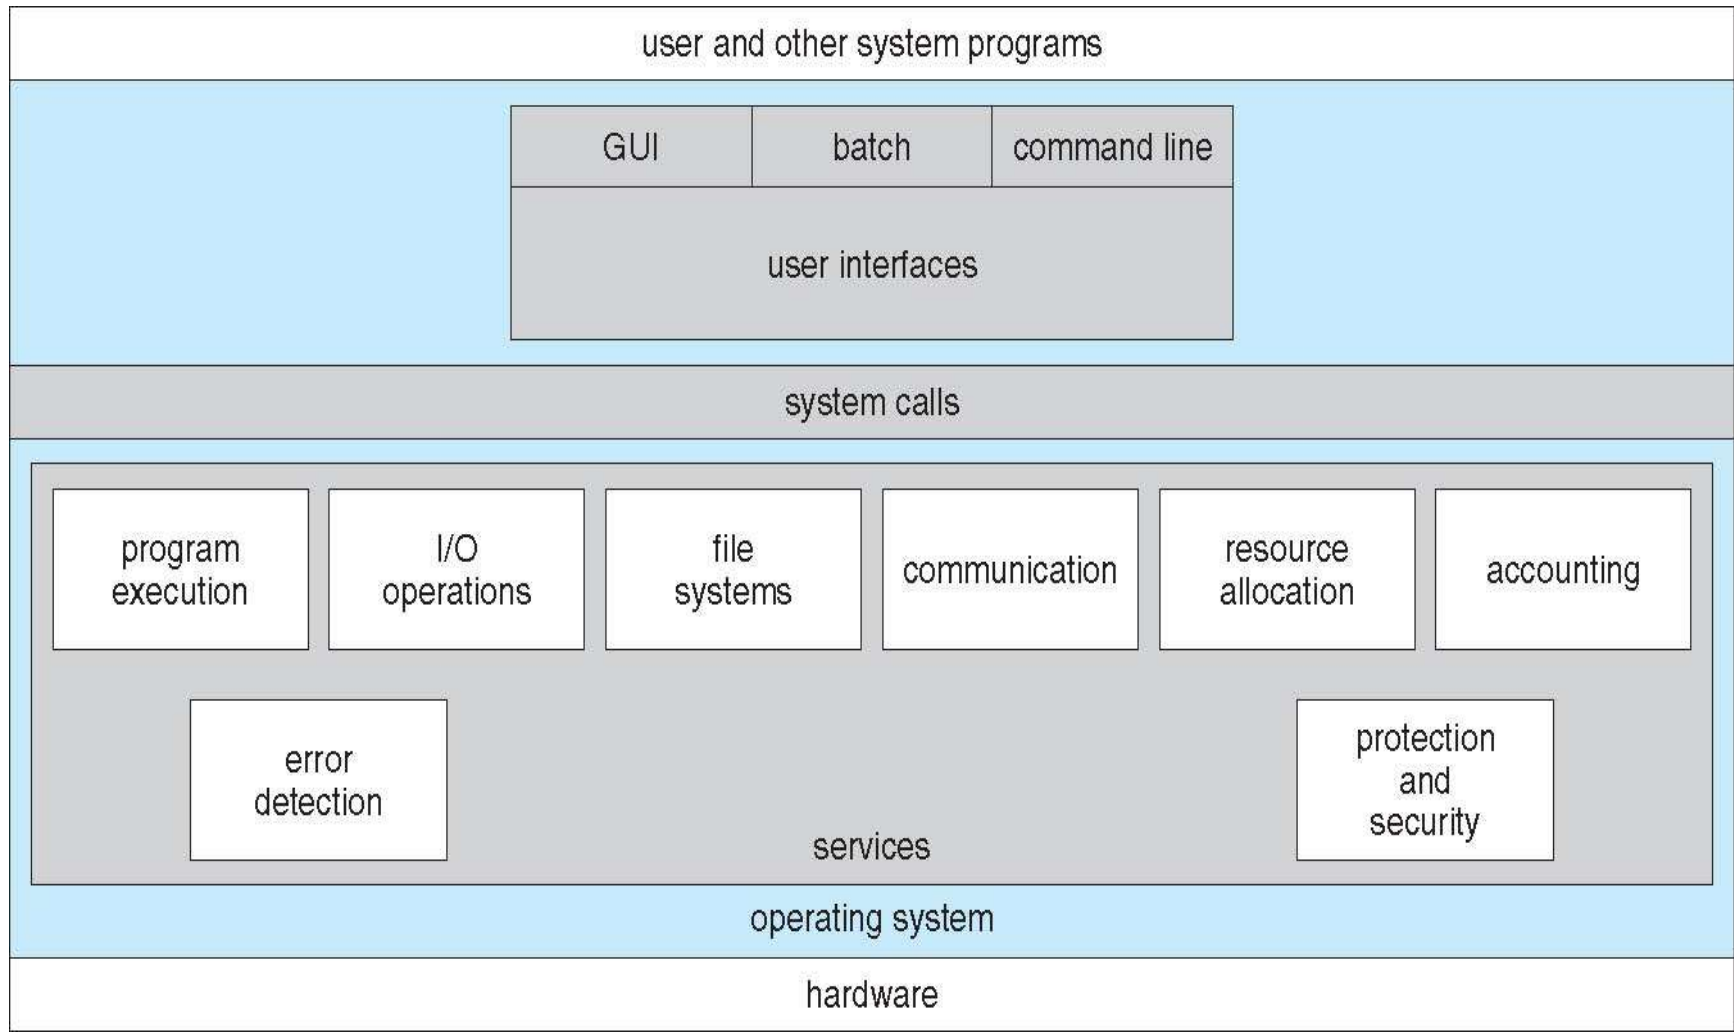 user and other system programs
GUI
batch
command line
user interfaces
system calls
program
execution
I/O
operations
file
systems
communication
resource
allocation
accounting
error
detection
protection
and
security
services
operating system
hardware